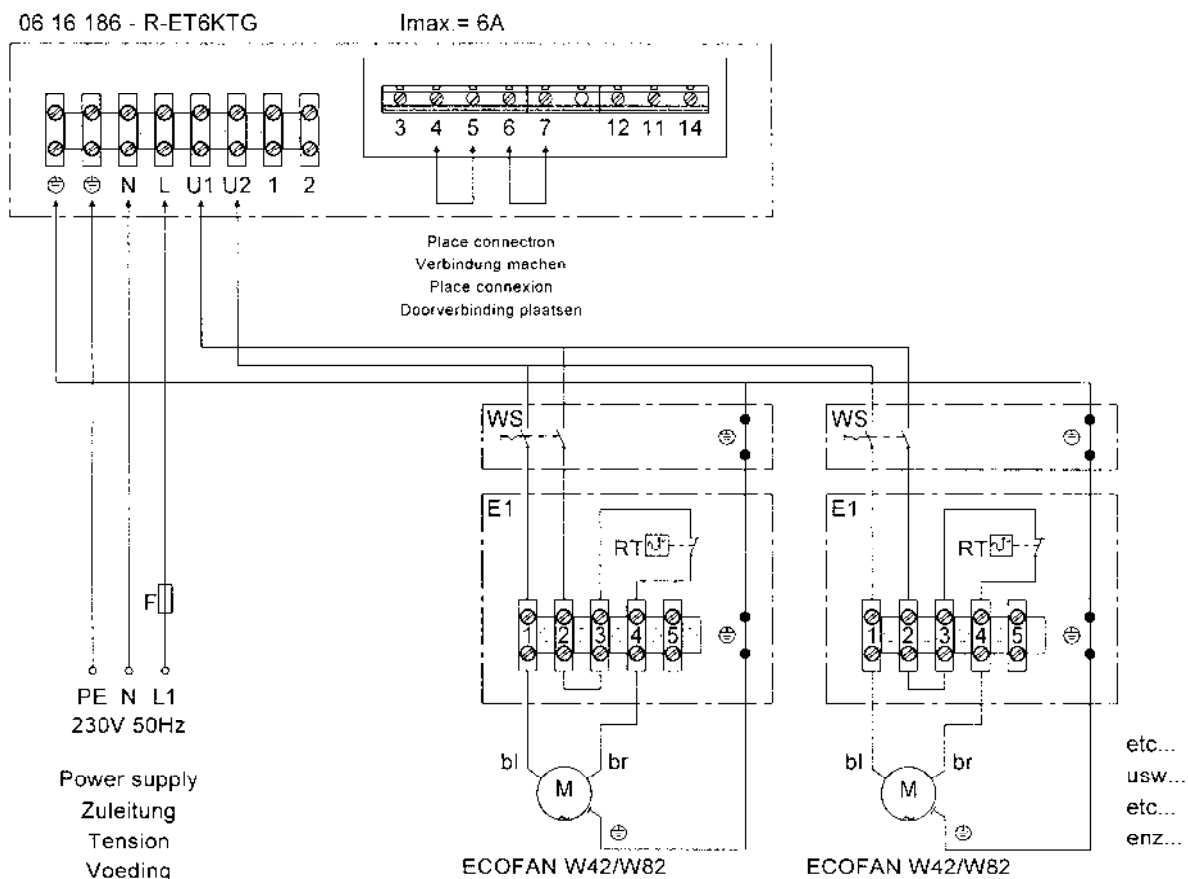 06 16 186 - R-ET6KTG Imax.= 6A
3 4 5 6 7 12 11 14
N L U1 U2 1 2
Place connectron
Verbindung machen
Place connexion
Doorverbinding plaatsen
WS WS
E1 E1
RT RT
F
1 2 3 4 5 1 2 3 4 5
PE N L1
230V 50Hz
bl br bl br
M M
etc...
usw...
etc...
enz...
Power supply
Zuleitung
Tension
Voeding
ECOFAN W42/W82 ECOFAN W42/W82